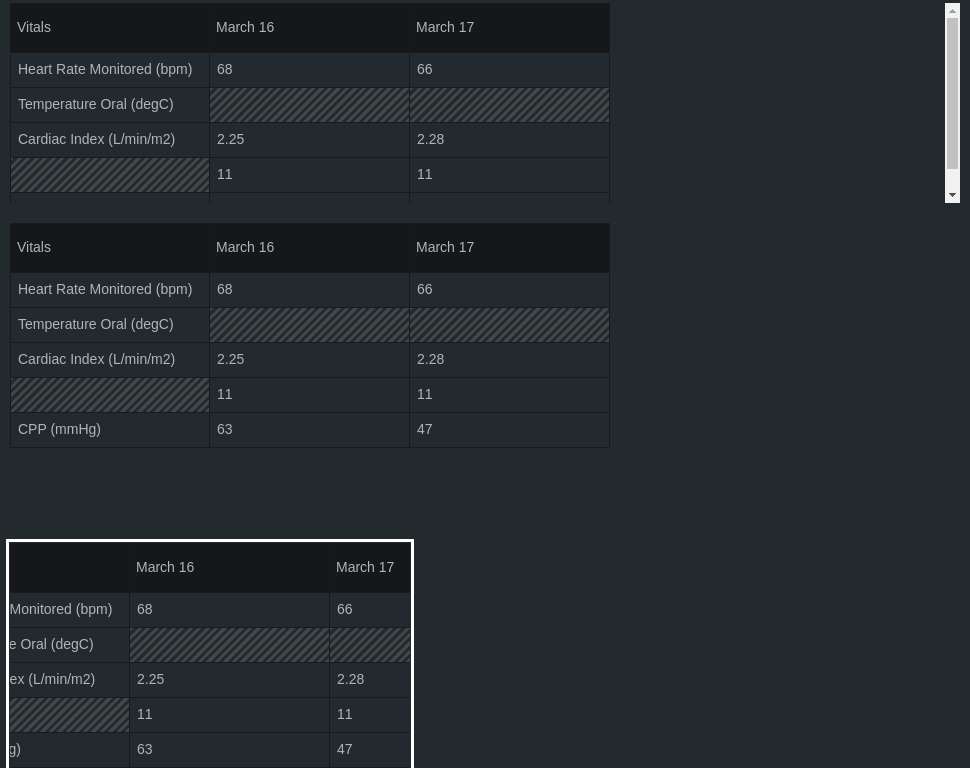 Vitals March 16 March 17
Heart Rate Monitored (bpm) 68 66
Temperature Oral (degC)
Cardiac Index (L/min/m2) 2.25 2.28
11 11
Vitals March 16 March 17
Heart Rate Monitored (bpm) 68 66
Temperature Oral (degC)
Cardiac Index (L/min/m2) 2.25 2.28
11 11
CPP (mmHg) 63 47
March 16 March 17
Monitored (bpm) 68 66
e Oral (degC)
ex (L/min/m2) 2.25 2.28
11 11
g) 63 47